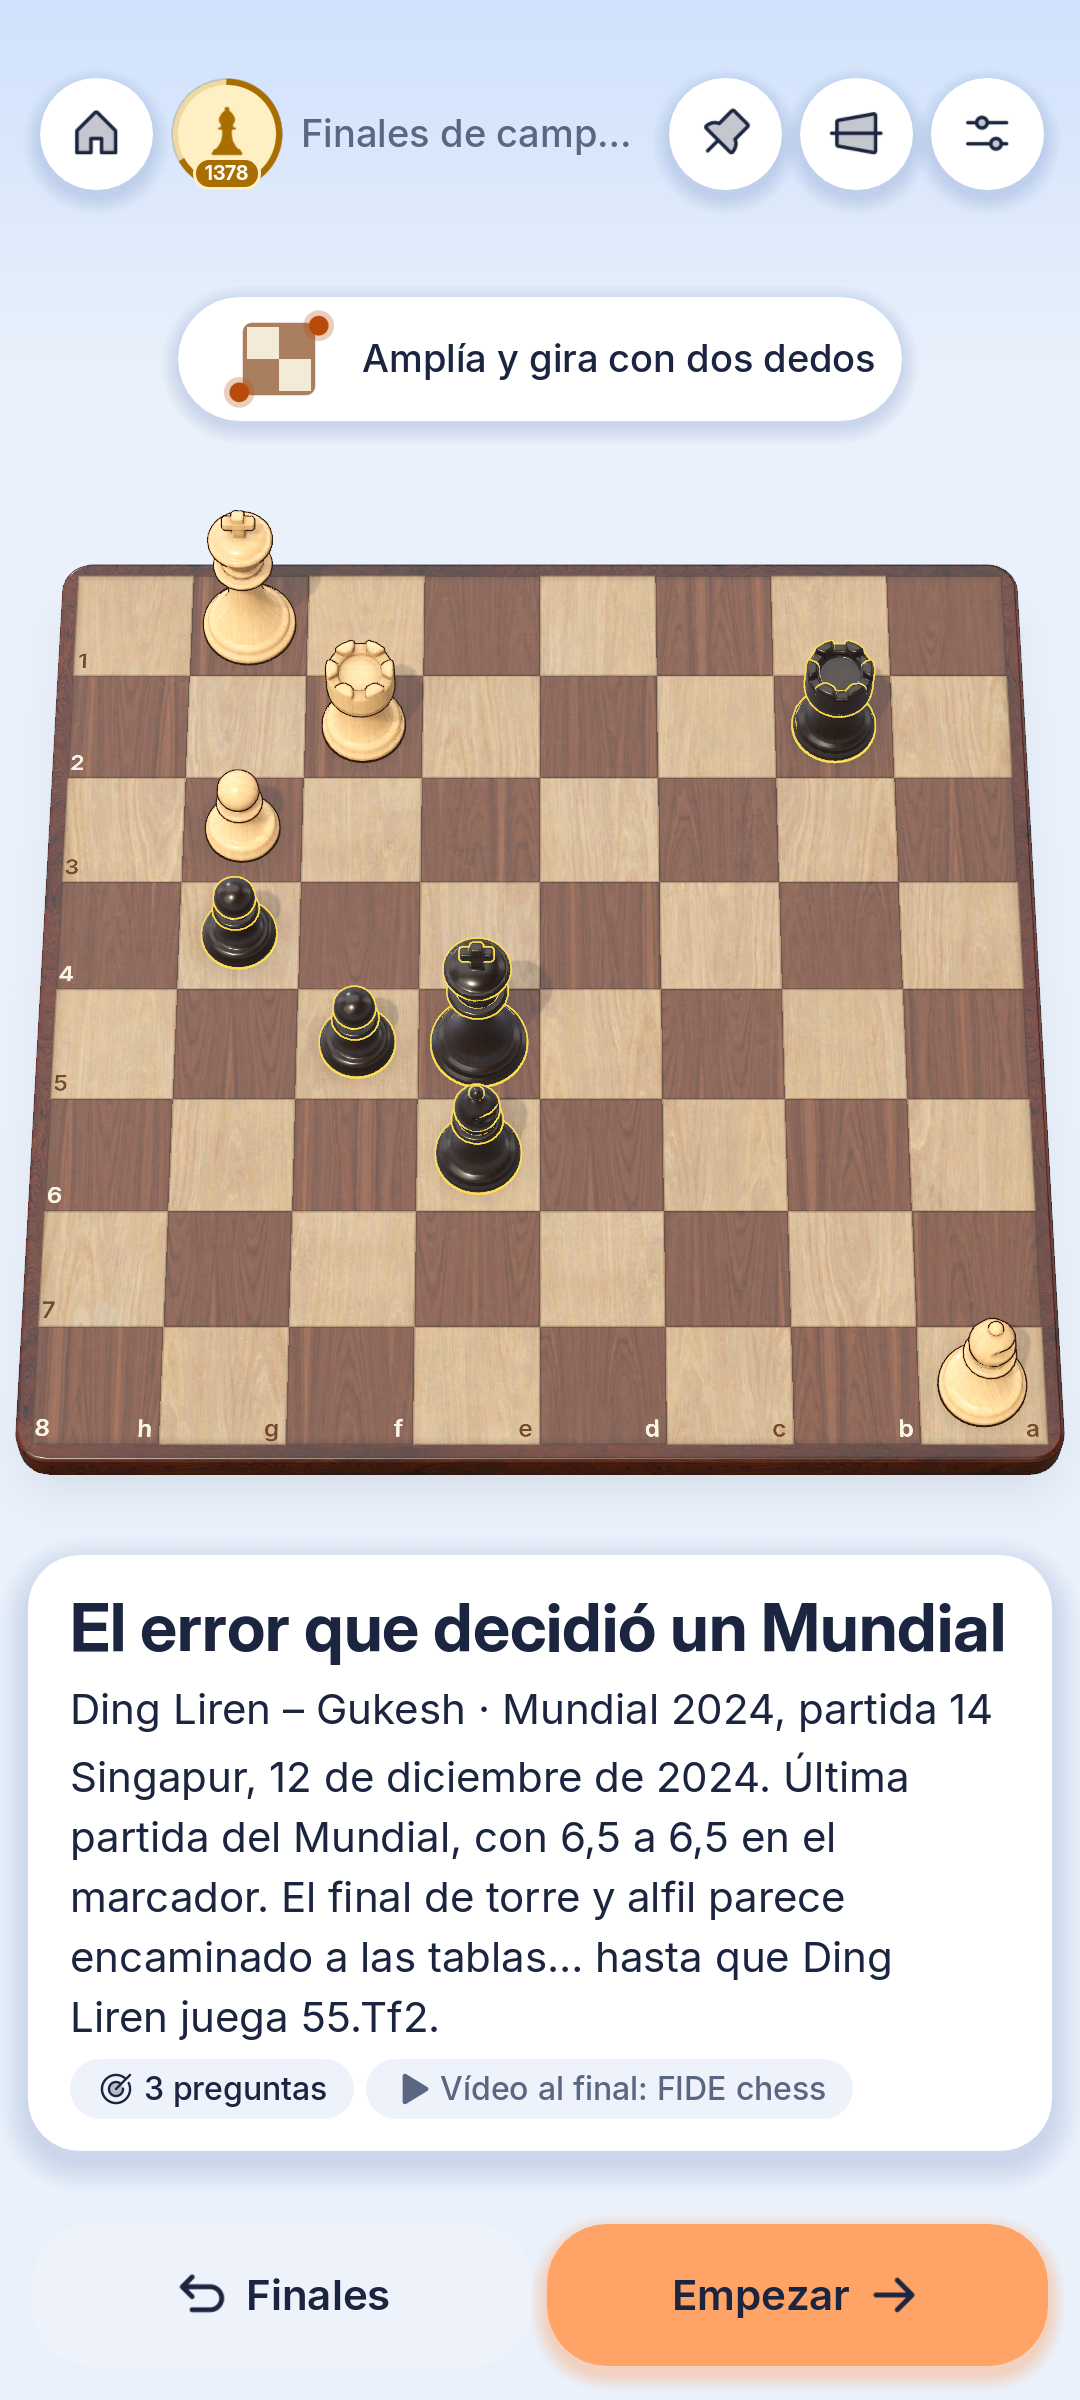 Finales de camp...
1378
Amplía y gira con dos dedos
1
2
3
4
5
6
7
8 h g f e d c b a
El error que decidió un Mundial
Ding Liren – Gukesh · Mundial 2024, partida 14
Singapur, 12 de diciembre de 2024. Última
partida del Mundial, con 6,5 a 6,5 en el
marcador. El final de torre y alfil parece
encaminado a las tablas... hasta que Ding
Liren juega 55.Tf2.
3 preguntas
Vídeo al final: FIDE chess
Finales
Empezar